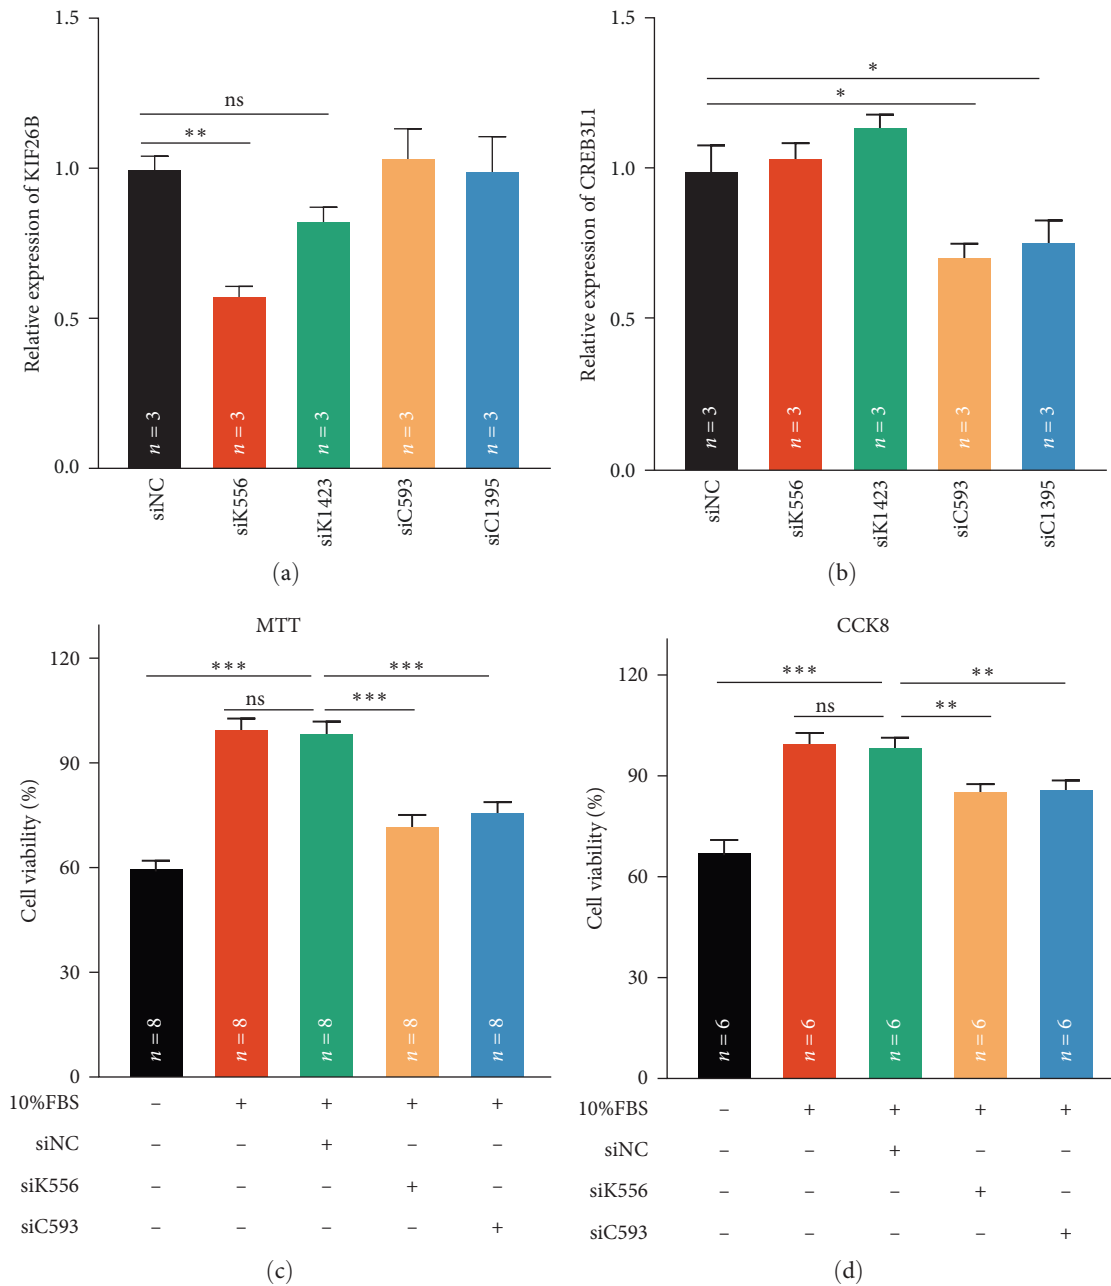 1.5
1.0
0.5
0.0
Relative expression of KIF26B
ns
**
n = 3
n = 3
n = 3
n = 3
n = 3
siNC
siK556
siK1423
siC593
siC1395
(a)
1.5
1.0
0.5
0.0
Relative expression of CREB3L1
*
*
n = 3
n = 3
n = 3
n = 3
n = 3
siNC
siK556
siK1423
siC593
siC1395
(b)
MTT
120
90
60
30
0
Cell viability (%)
*** ***
ns ***
n = 8
n = 8
n = 8
n = 8
n = 8
10%FBS – + + + +
siNC – – + – –
siK556 – – – + –
siC593 – – – – +
(c)
CCK8
120
90
60
30
0
Cell viability (%)
*** **
ns **
n = 6
n = 6
n = 6
n = 6
n = 6
10%FBS – + + + +
siNC – – + – –
siK556 – – – + –
siC593 – – – – +
(d)